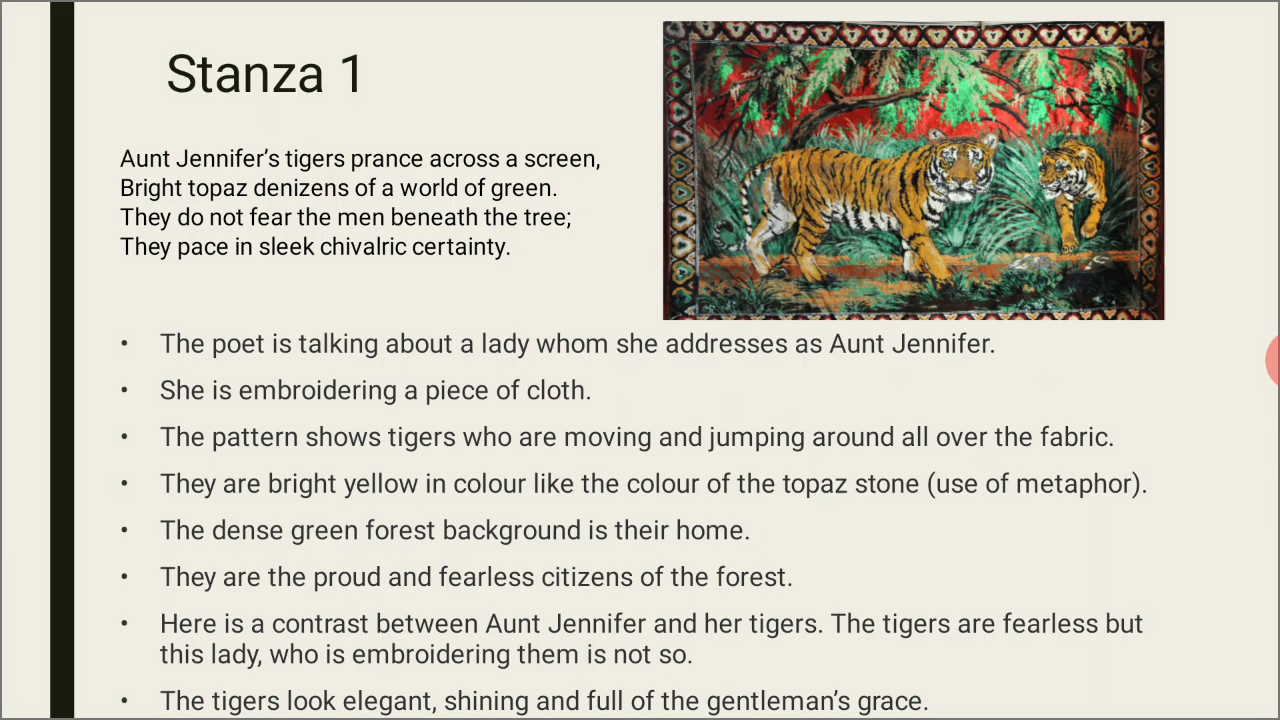 Stanza 1
Aunt Jennifer’s tigers prance across a screen,
Bright topaz denizens of a world of green.
They do not fear the men beneath the tree;
They pace in sleek chivalric certainty.
• The poet is talking about a lady whom she addresses as Aunt Jennifer.
• She is embroidering a piece of cloth.
• The pattern shows tigers who are moving and jumping around all over the fabric.
• They are bright yellow in colour like the colour of the topaz stone (use of metaphor).
• The dense green forest background is their home.
• They are the proud and fearless citizens of the forest.
• Here is a contrast between Aunt Jennifer and her tigers. The tigers are fearless but
this lady, who is embroidering them is not so.
• The tigers look elegant, shining and full of the gentleman’s grace.